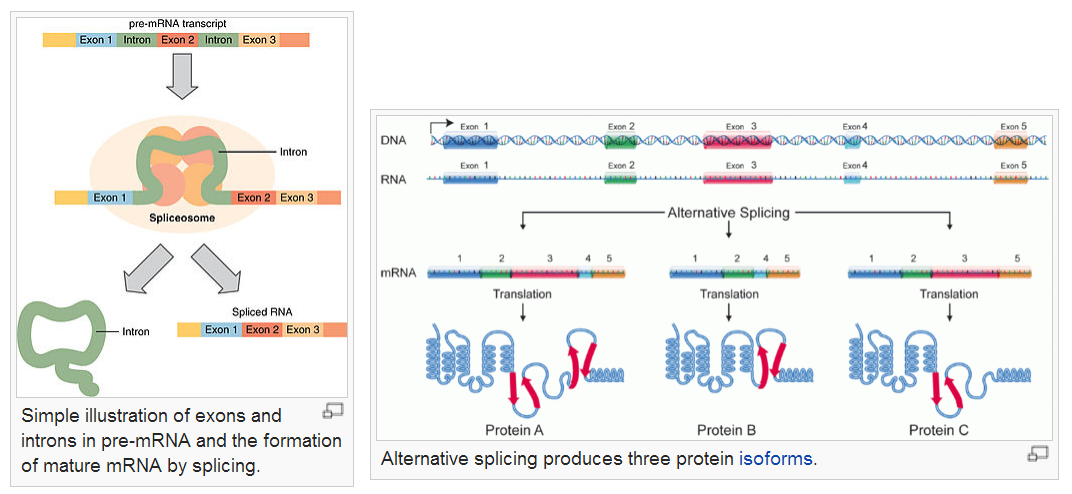 pre-mRNA transcript
Exon 1 Intron Exon 2 Intron Exon 3
Intron
Exon 1 Exon 2 Exon 3
Spliceosome
Spliced RNA
Intron
Exon 1 Exon 2 Exon 3
Simple illustration of exons and
introns in pre-mRNA and the formation
of mature mRNA by splicing.
Exon 1 Exon 2 Exon 3 Exon 4 Exon 5
DNA
Exon 1 Exon 2 Exon 3 Exon 4 Exon 5
RNA
Alternative Splicing
1 2 3 4 5 1 2 4 5 1 2 3 5
mRNA
Translation Translation Translation
Protein A Protein B Protein C
Alternative splicing produces three protein isoforms.